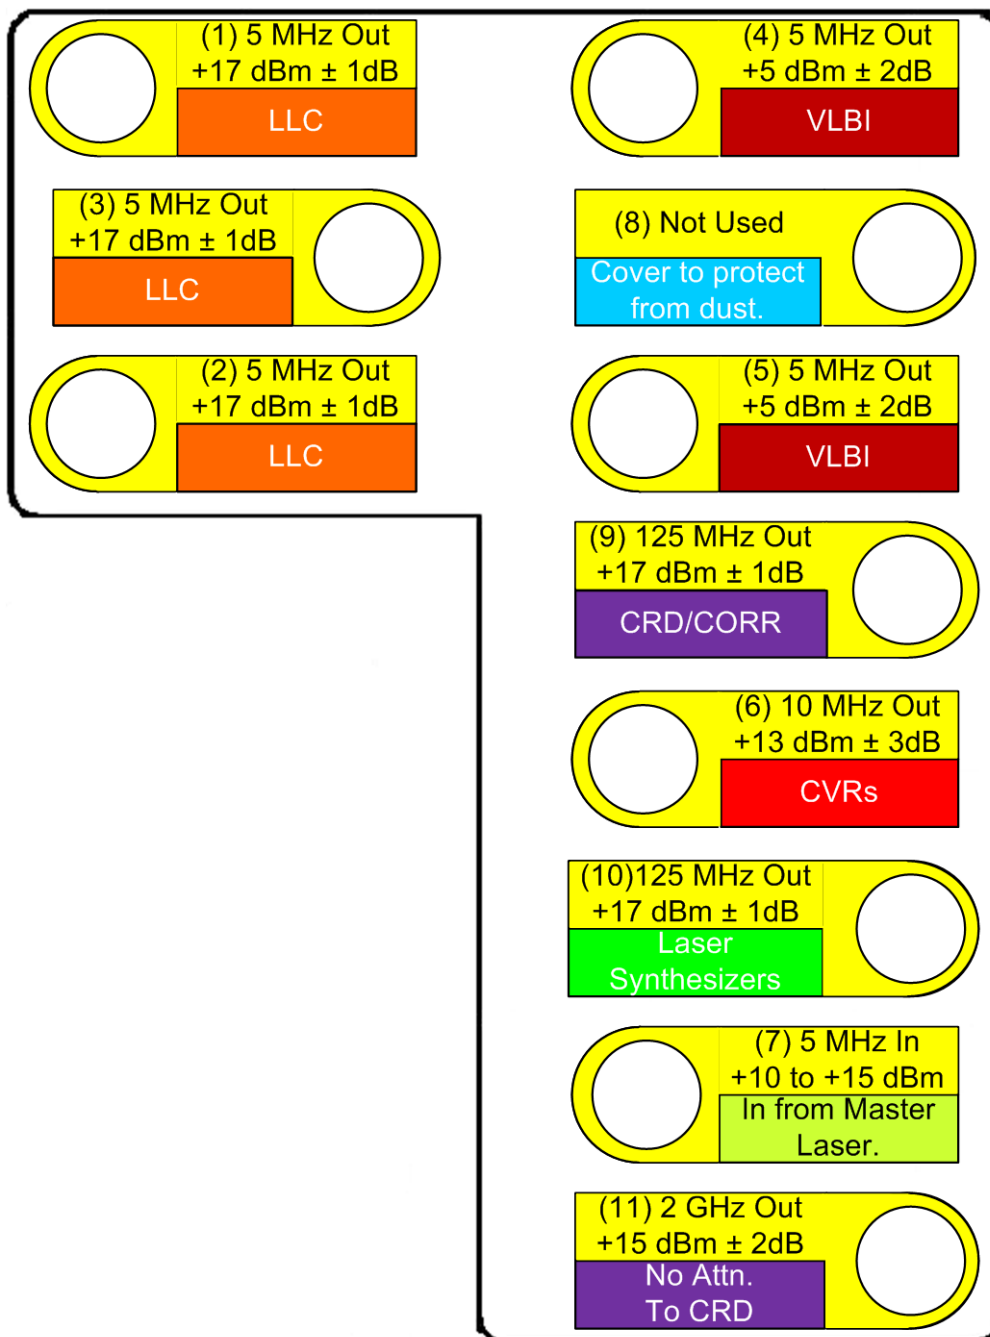 (1) 5 MHz Out
+17 dBm ± 1dB
LLC
(3) 5 MHz Out
+17 dBm ± 1dB
LLC
(2) 5 MHz Out
+17 dBm ± 1dB
LLC
(4) 5 MHz Out
+5 dBm ± 2dB
VLBI
(8) Not Used
Cover to protect
from dust.
(5) 5 MHz Out
+5 dBm ± 2dB
VLBI
(9) 125 MHz Out
+17 dBm ± 1dB
CRD/CORR
(6) 10 MHz Out
+13 dBm ± 3dB
CVRs
(10)125 MHz Out
+17 dBm ± 1dB
Laser
Synthesizers
(7) 5 MHz In
+10 to +15 dBm
In from Master
Laser.
(11) 2 GHz Out
+15 dBm ± 2dB
No Attn.
To CRD